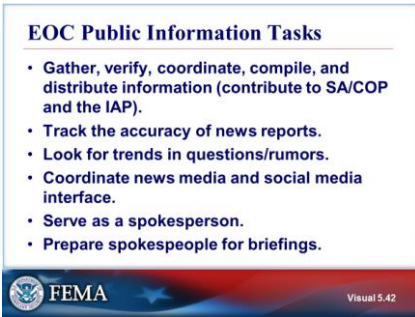 EOC Public Information Tasks
• Gather, verify, coordinate, compile, and
distribute information (contribute to SA/COP
and the IAP).
• Track the accuracy of news reports.
• Look for trends in questions/rumors.
• Coordinate news media and social media
interface.
• Serve as a spokesperson.
• Prepare spokespeople for briefings.
FEMA
Visual 5.42